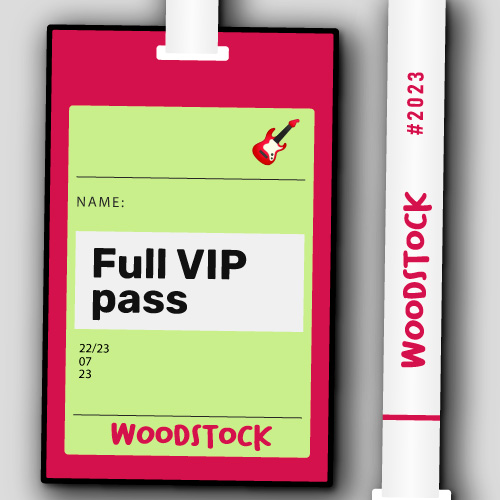 NAME:
Full VIP
pass
22/23
07
23
WOODSTOCK
WOODSTOCK
#2023